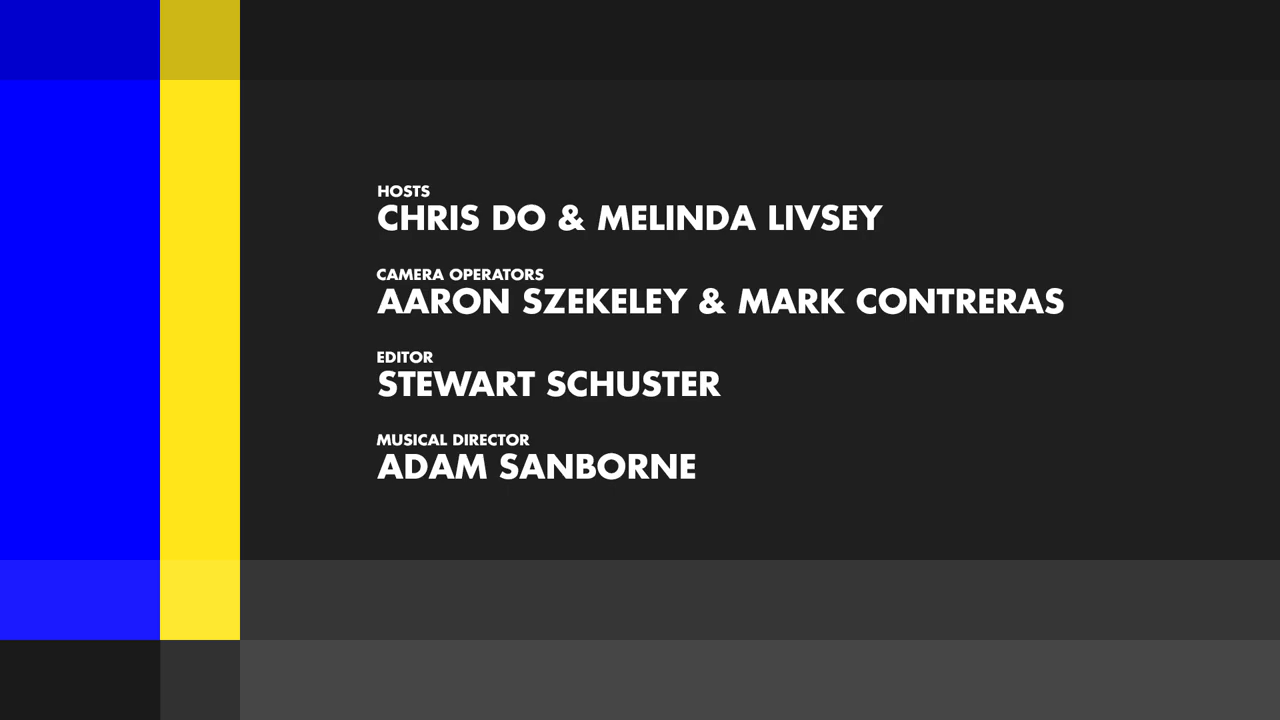 HOSTS
CHRIS DO & MELINDA LIVSEY
CAMERA OPERATORS
AARON SZEKELEY & MARK CONTRERAS
EDITOR
STEWART SCHUSTER
MUSICAL DIRECTOR
ADAM SANBORNE